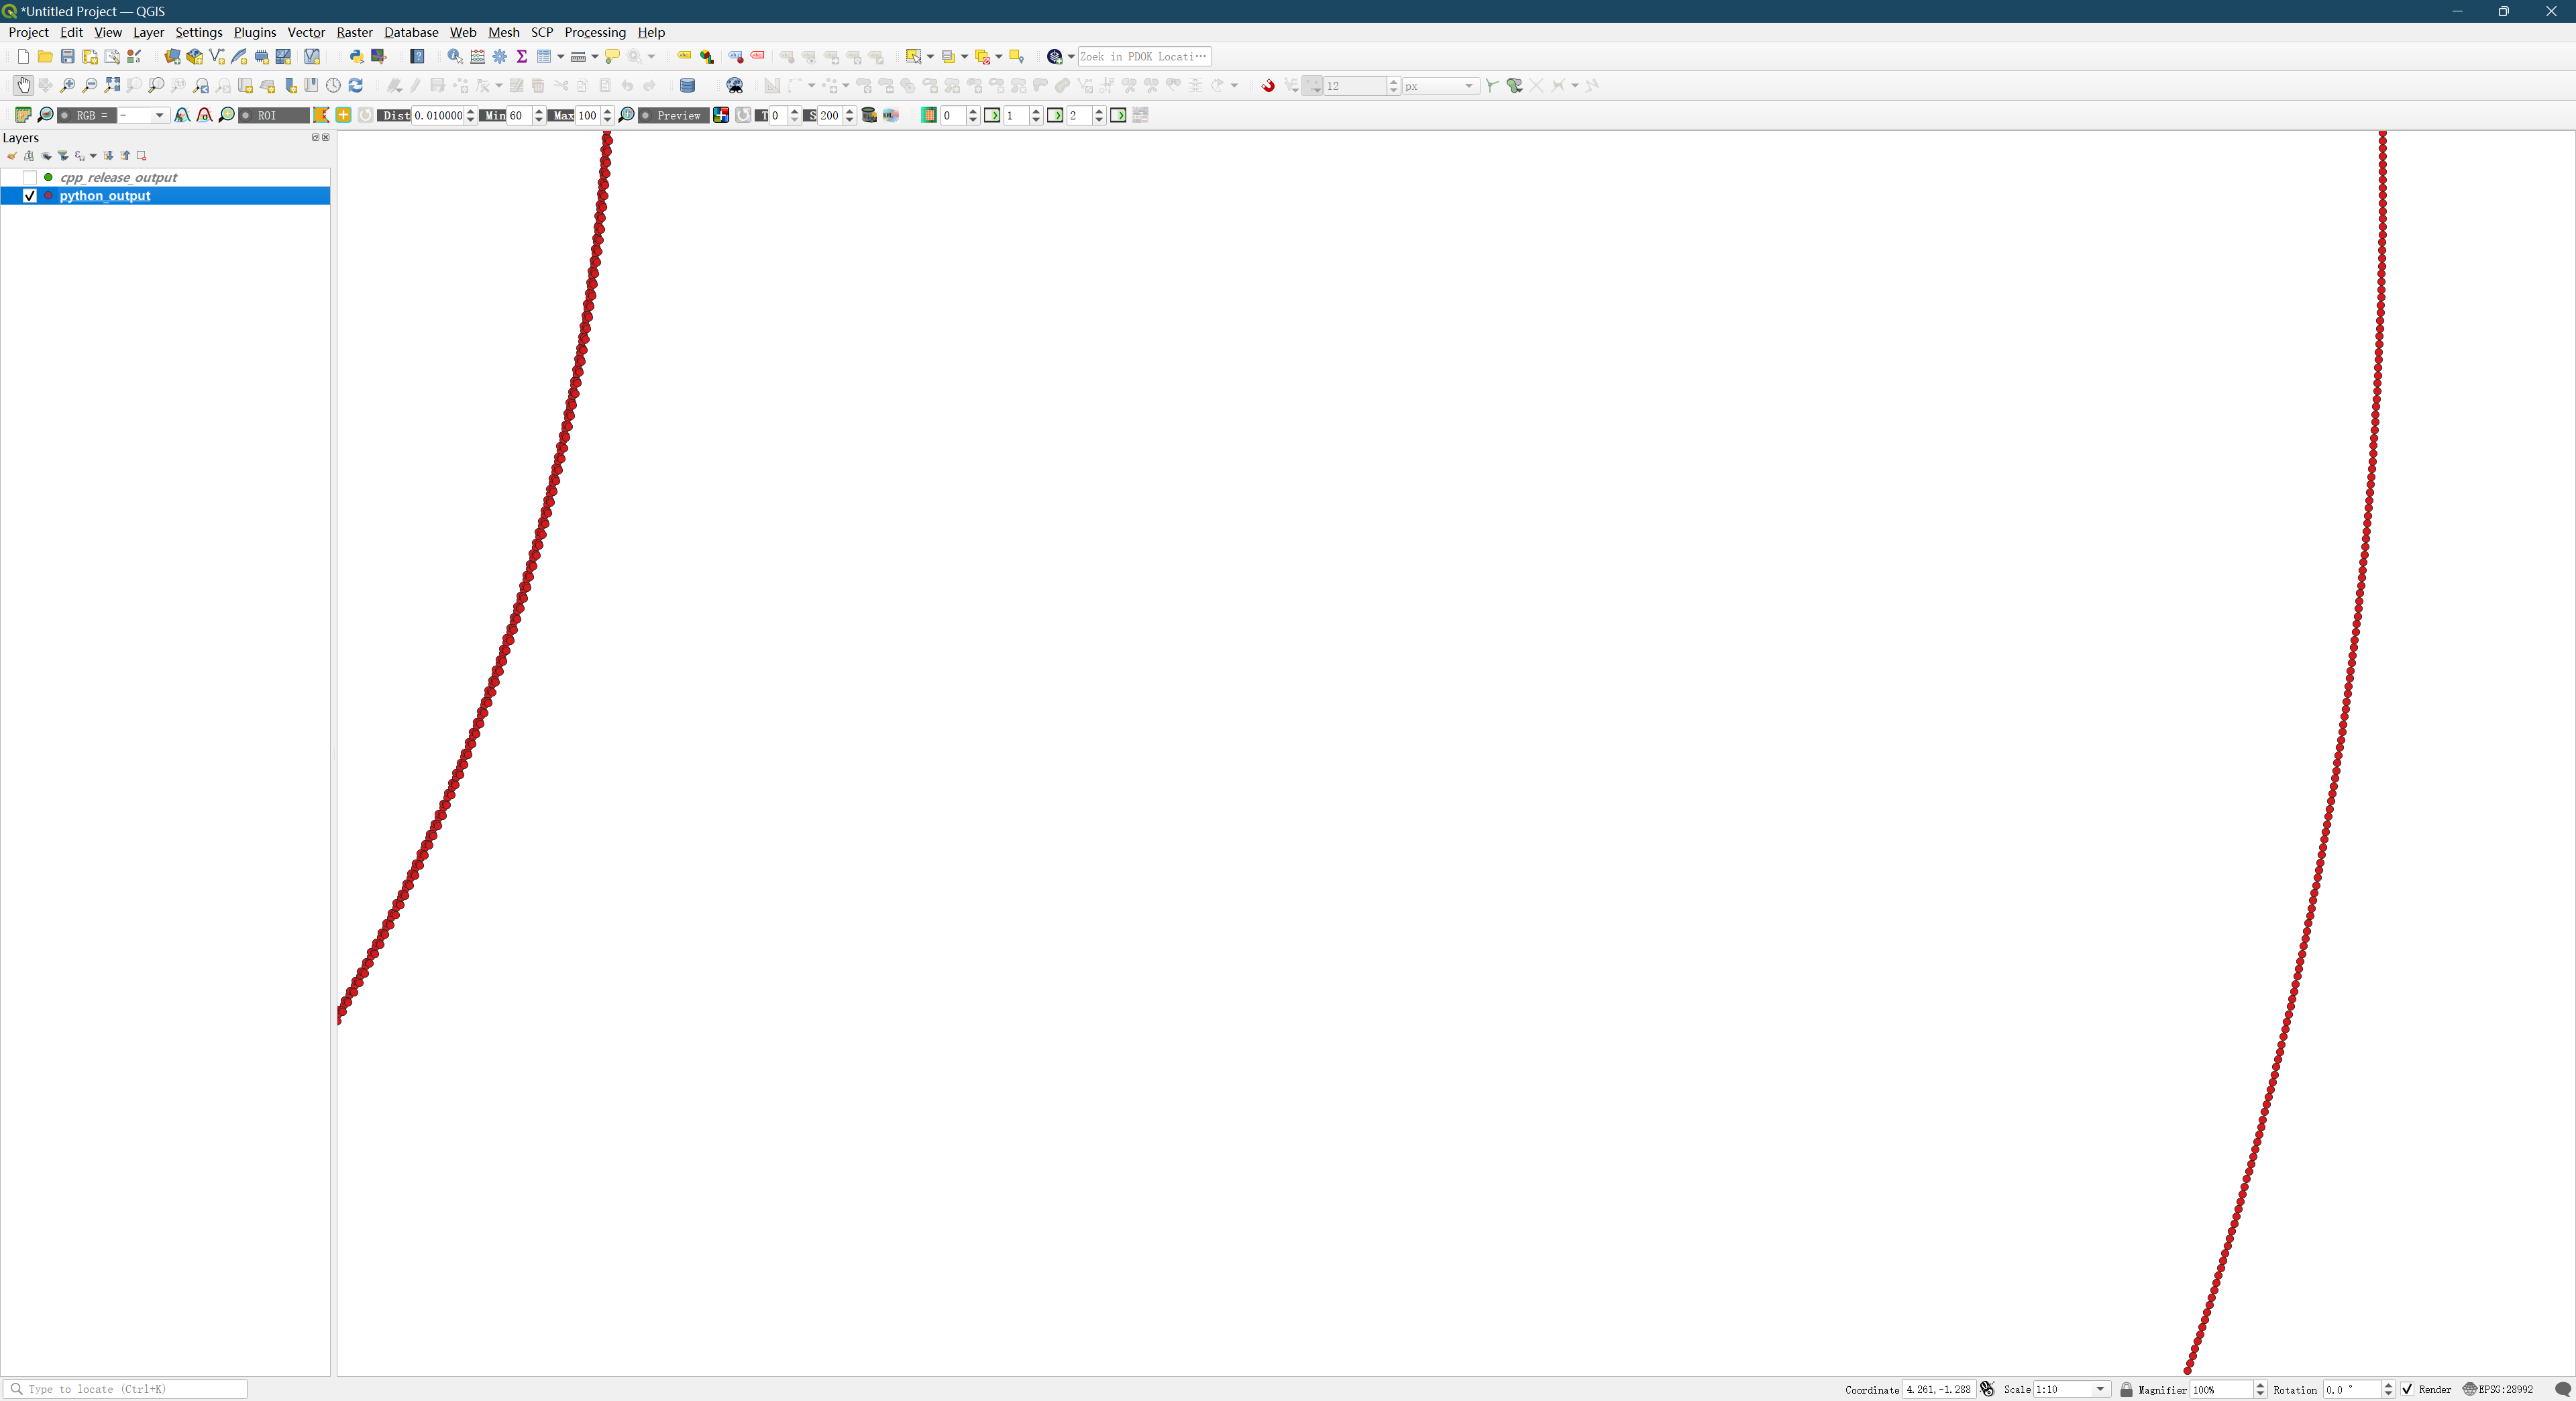 *Untitled Project — QGIS
Project Edit View Layer Settings Plugins Vector Raster Database Web Mesh SCP Processing Help
Zoek in PDOK Locati…
12 px
RGB = - ROI Dist 0.010000 Min 60 Max 100 Preview T 0 S 200 0 1 2
Layers
cpp_release_output
python_output
Type to locate (Ctrl+K) Coordinate 4.261,-1.288 Scale 1:10 Magnifier 100% Rotation 0.0 ° Render EPSG:28992